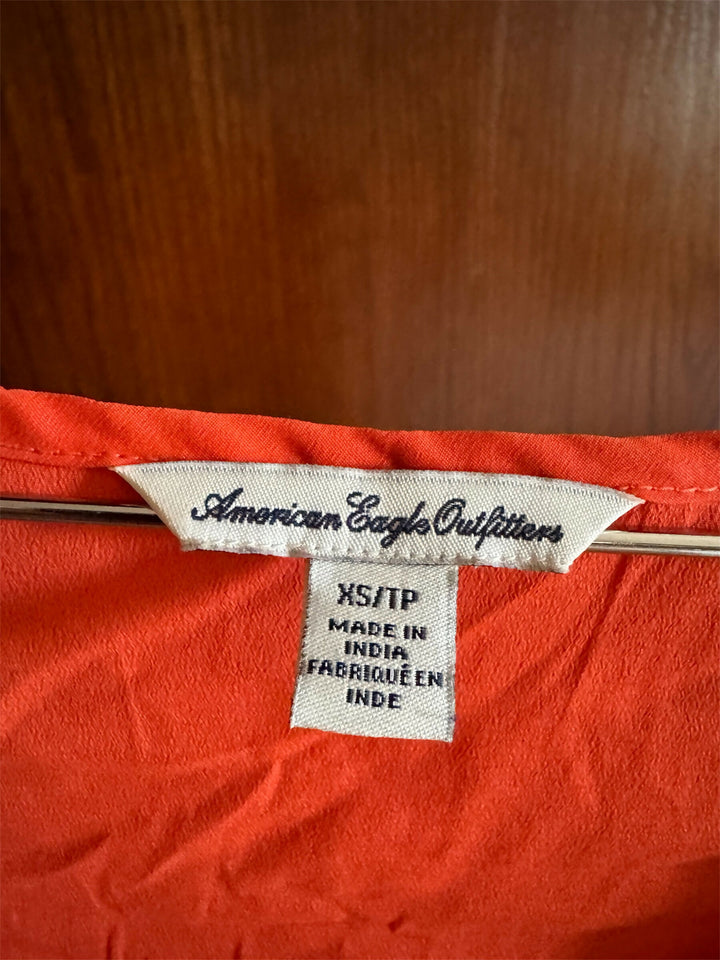 American Eagle Outfitters
XS/TP
MADE IN
INDIA
FABRIQUÉ EN
INDE